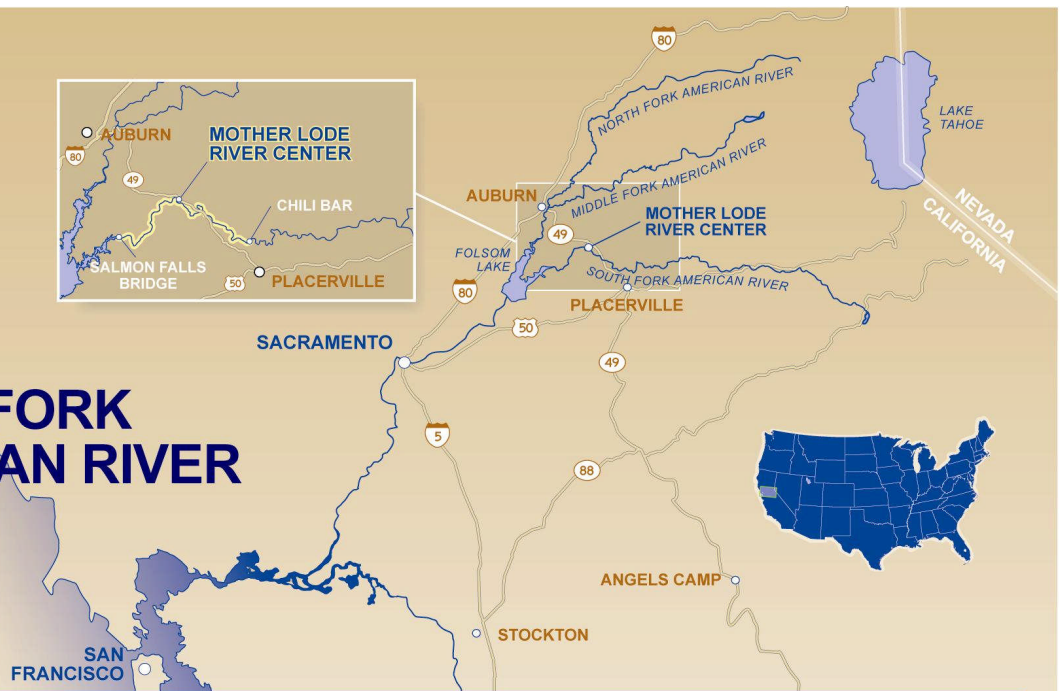 80
NORTH FORK AMERICAN RIVER
LAKE
TAHOE
AUBURN
80
49
MOTHER LODE
RIVER CENTER
CHILI BAR
SALMON FALLS
BRIDGE
50
PLACERVILLE
MIDDLE FORK AMERICAN RIVER
AUBURN
49
MOTHER LODE
RIVER CENTER
NEVADA
CALIFORNIA
FOLSOM
LAKE
SOUTH FORK AMERICAN RIVER
80
PLACERVILLE
50
SACRAMENTO
49
FORK
AN RIVER
5
88
ANGELS CAMP
STOCKTON
SAN
FRANCISCO